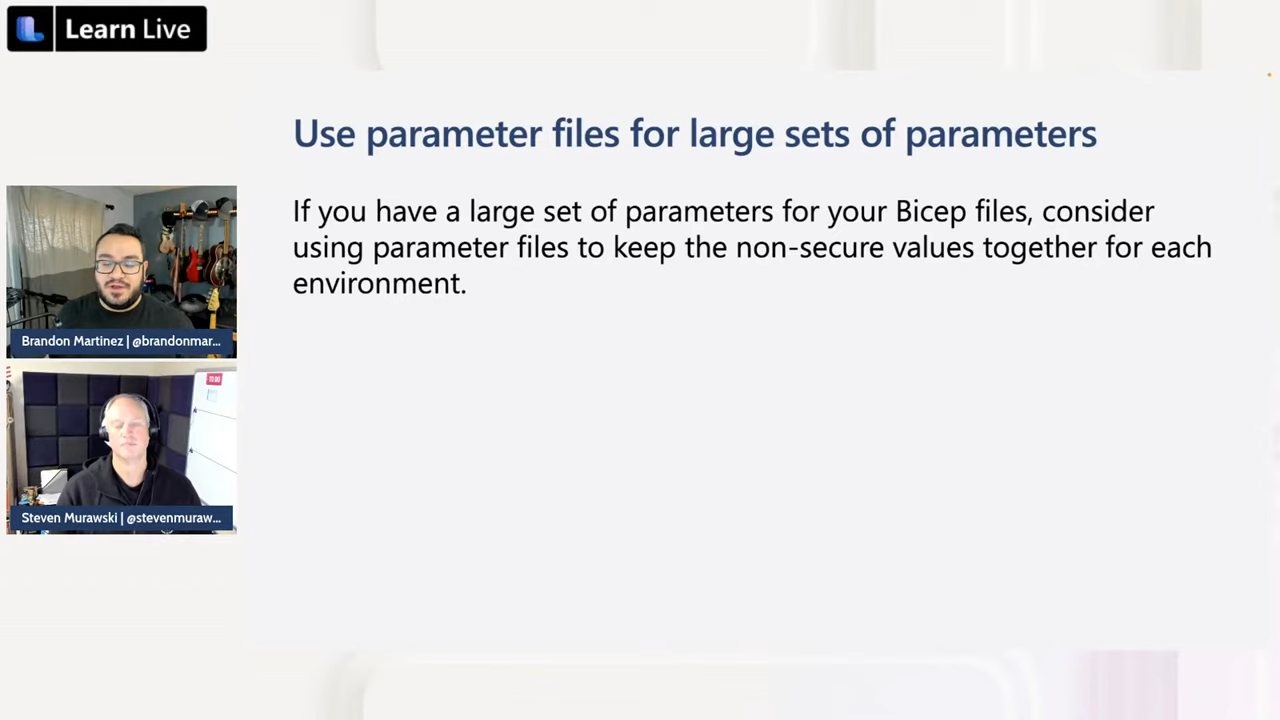 Learn Live
Use parameter files for large sets of parameters
If you have a large set of parameters for your Bicep files, consider
using parameter files to keep the non-secure values together for each
environment.
Brandon Martinez | @brandonmar...
13:00
Steven Murawski | @stevenmuraw...